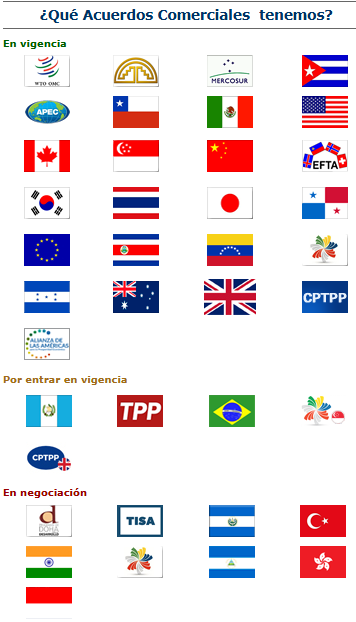 ¿Qué Acuerdos Comerciales tenemos?
En vigencia
WTO OMC
MERCOSUR
APEC
EFTA
CPTPP
ALIANZA
DE LAS AMÉRICAS
Por entrar en vigencia
TPP
CPTPP
En negociación
DOHA
DESARROLLO
TISA